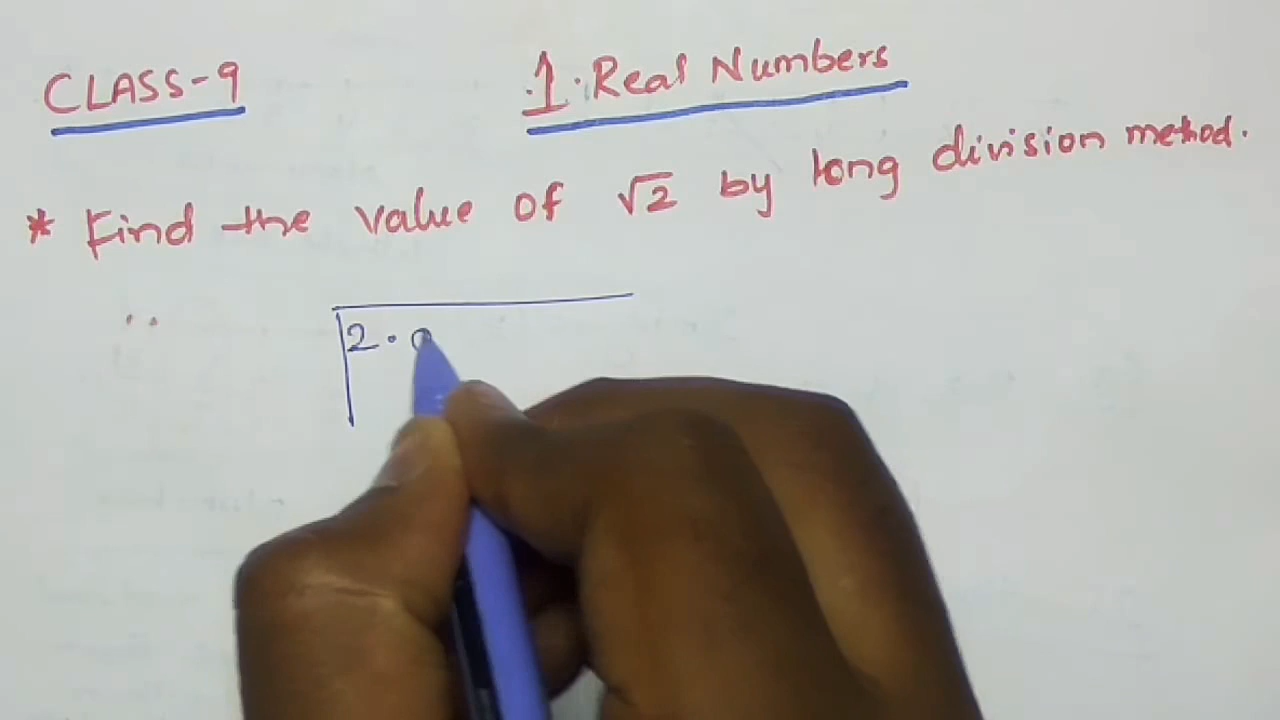 CLASS-9
1. Real Numbers
* Find the value of √2 by long division method.
2.0